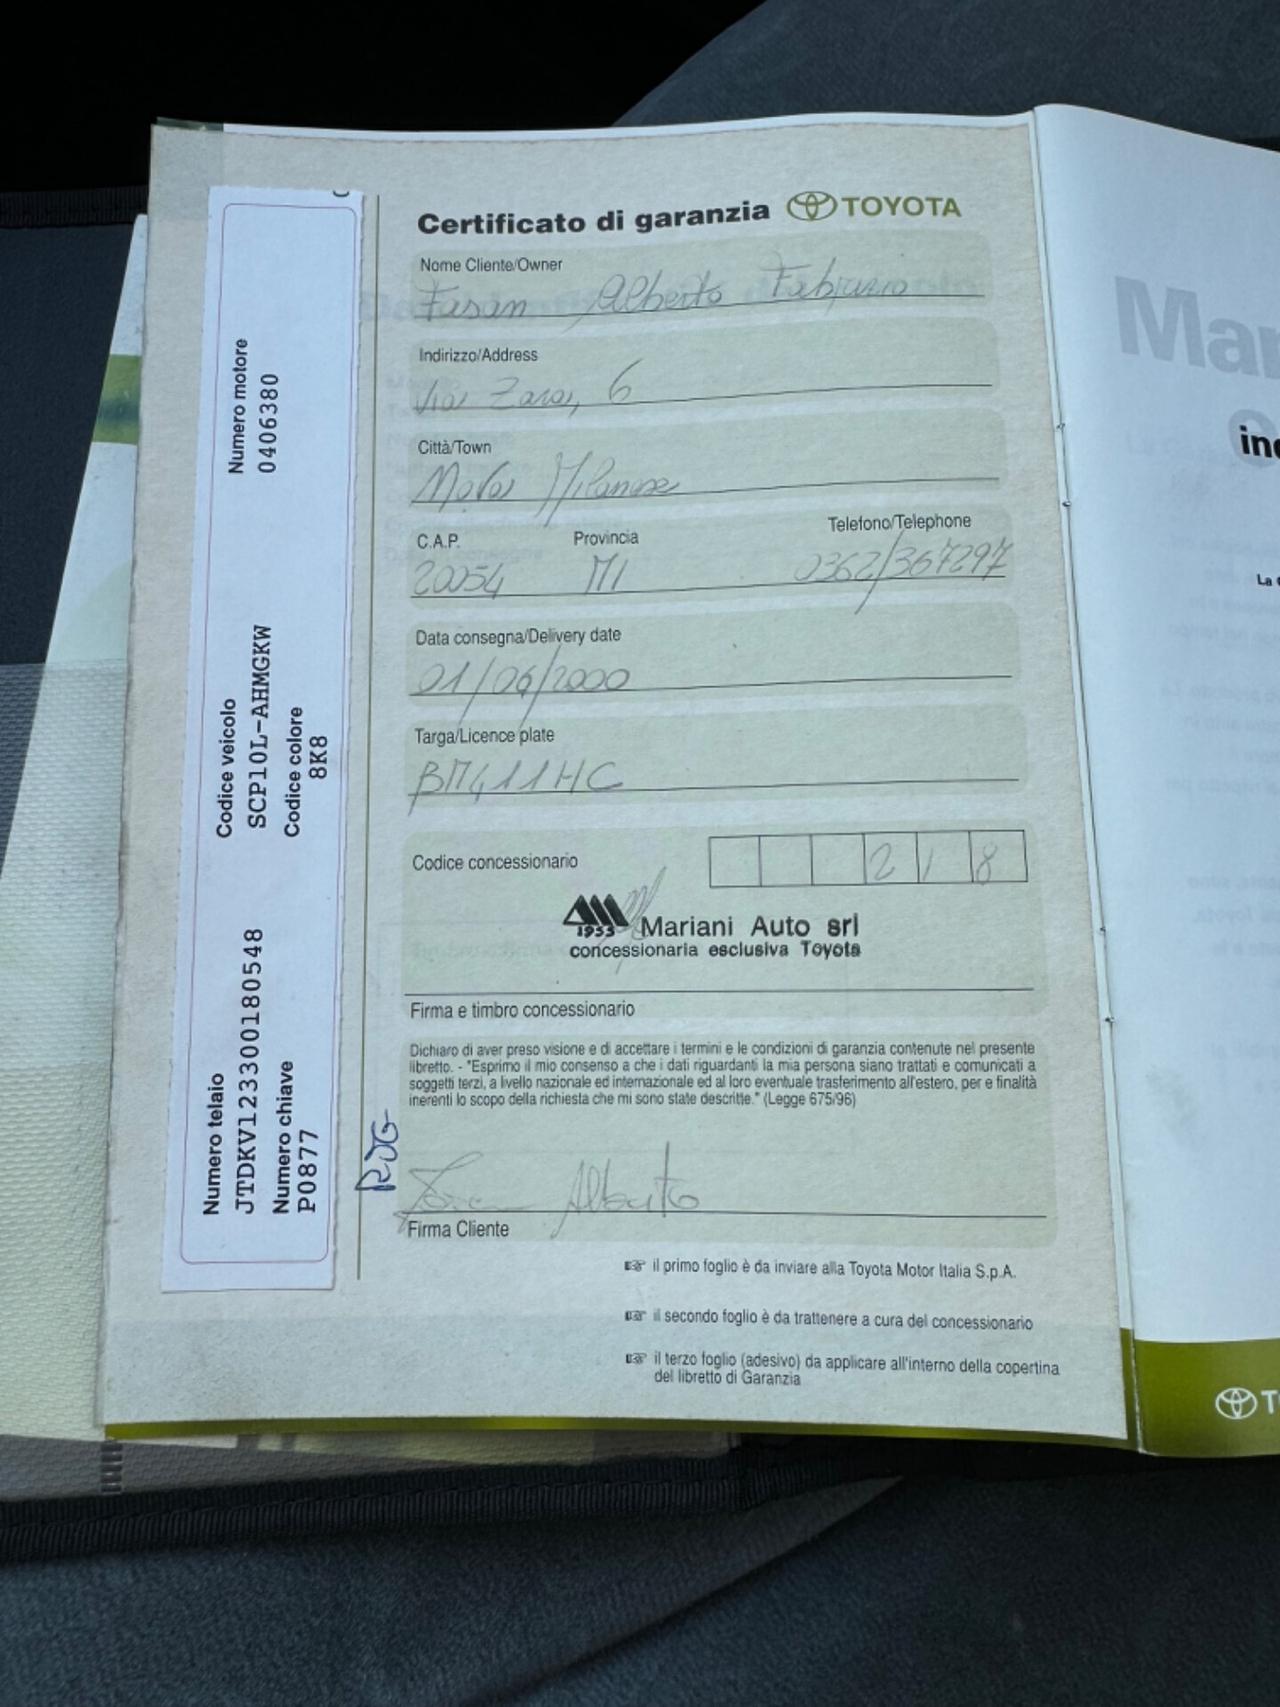 Certificato di garanzia TOYOTA
Nome Cliente/Owner
Fasan Alberto Fabrizio
Indirizzo/Address
Via Zara, 6
Città/Town
Nova Milanese
C.A.P. Provincia Telefono/Telephone
20054 MI 0362/367297
Data consegna/Delivery date
01/06/2000
Targa/Licence plate
BM411HC
Codice concessionario 218
1933 Mariani Auto srl
concessionaria esclusiva Toyota
Firma e timbro concessionario
Dichiaro di aver preso visione e di accettare i termini e le condizioni di garanzia contenute nel presente
libretto. - "Esprimo il mio consenso a che i dati riguardanti la mia persona siano trattati e comunicati a
soggetti terzi, a livello nazionale ed internazionale ed al loro eventuale trasferimento all'estero, per e finalità
inerenti lo scopo della richiesta che mi sono state descritte." (Legge 675/96)
Alberto
Firma Cliente
☞ il primo foglio è da inviare alla Toyota Motor Italia S.p.A.
☞ il secondo foglio è da trattenere a cura del concessionario
☞ il terzo foglio (adesivo) da applicare all'interno della copertina
del libretto di Garanzia
Numero telaio Codice veicolo Numero motore
JTDKV123300180548 SCP10L-AHMGKW 0406380
Numero chiave Codice colore
P0877 8K8